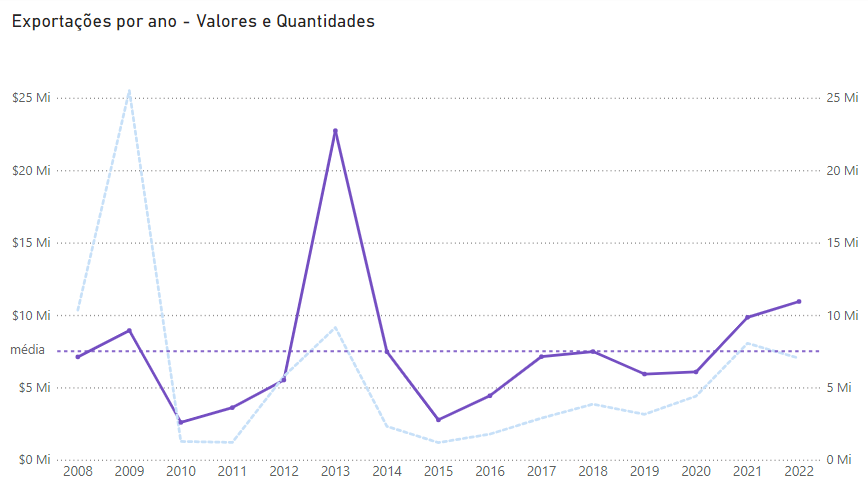 Exportações por ano - Valores e Quantidades
$25 Mi 25 Mi
$20 Mi 20 Mi
$15 Mi 15 Mi
$10 Mi 10 Mi
média
$5 Mi 5 Mi
$0 Mi 0 Mi
2008 2009 2010 2011 2012 2013 2014 2015 2016 2017 2018 2019 2020 2021 2022